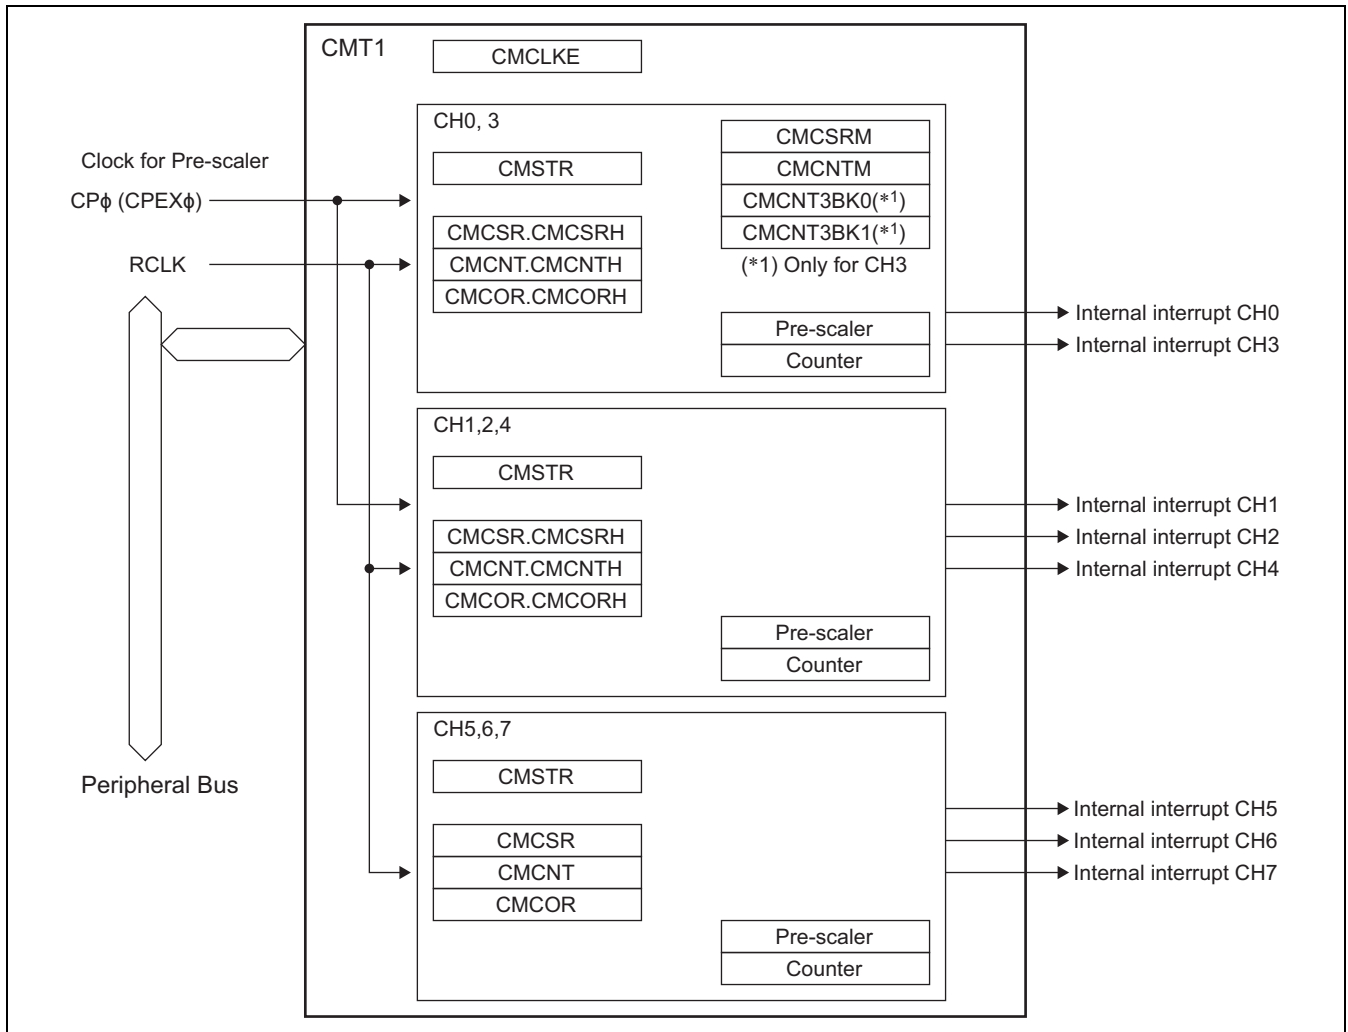 CMT1
CMCLKE
CH0, 3
CMCSRM
Clock for Pre-scaler
CMSTR
CMCNTM
CPϕ (CPEXϕ)
CMCNT3BK0(*1)
CMCSR.CMCSRH
CMCNT3BK1(*1)
RCLK
CMCNT.CMCNTH
(*1) Only for CH3
CMCOR.CMCORH
Pre-scaler
Internal interrupt CH0
Counter
Internal interrupt CH3
CH1,2,4
CMSTR
Internal interrupt CH1
CMCSR.CMCSRH
Internal interrupt CH2
CMCNT.CMCNTH
Internal interrupt CH4
CMCOR.CMCORH
Pre-scaler
Counter
CH5,6,7
CMSTR
Peripheral Bus
Internal interrupt CH5
CMCSR
Internal interrupt CH6
CMCNT
Internal interrupt CH7
CMCOR
Pre-scaler
Counter